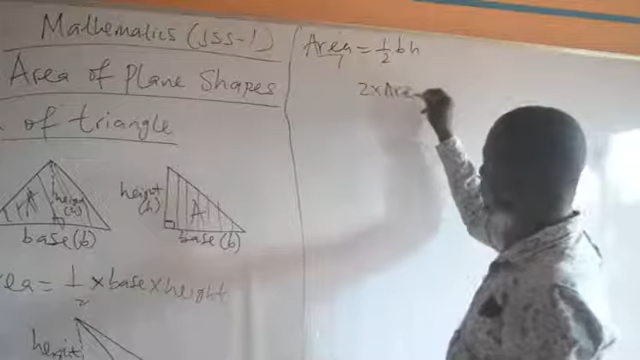 Mathematics (JSS-1)
Area of Plane Shapes
of triangle
A
height (h)
base (b)
height (h)
A
base (b)
rea = 1/2 × base × height
height
Area = 1/2 bh
2 × Are